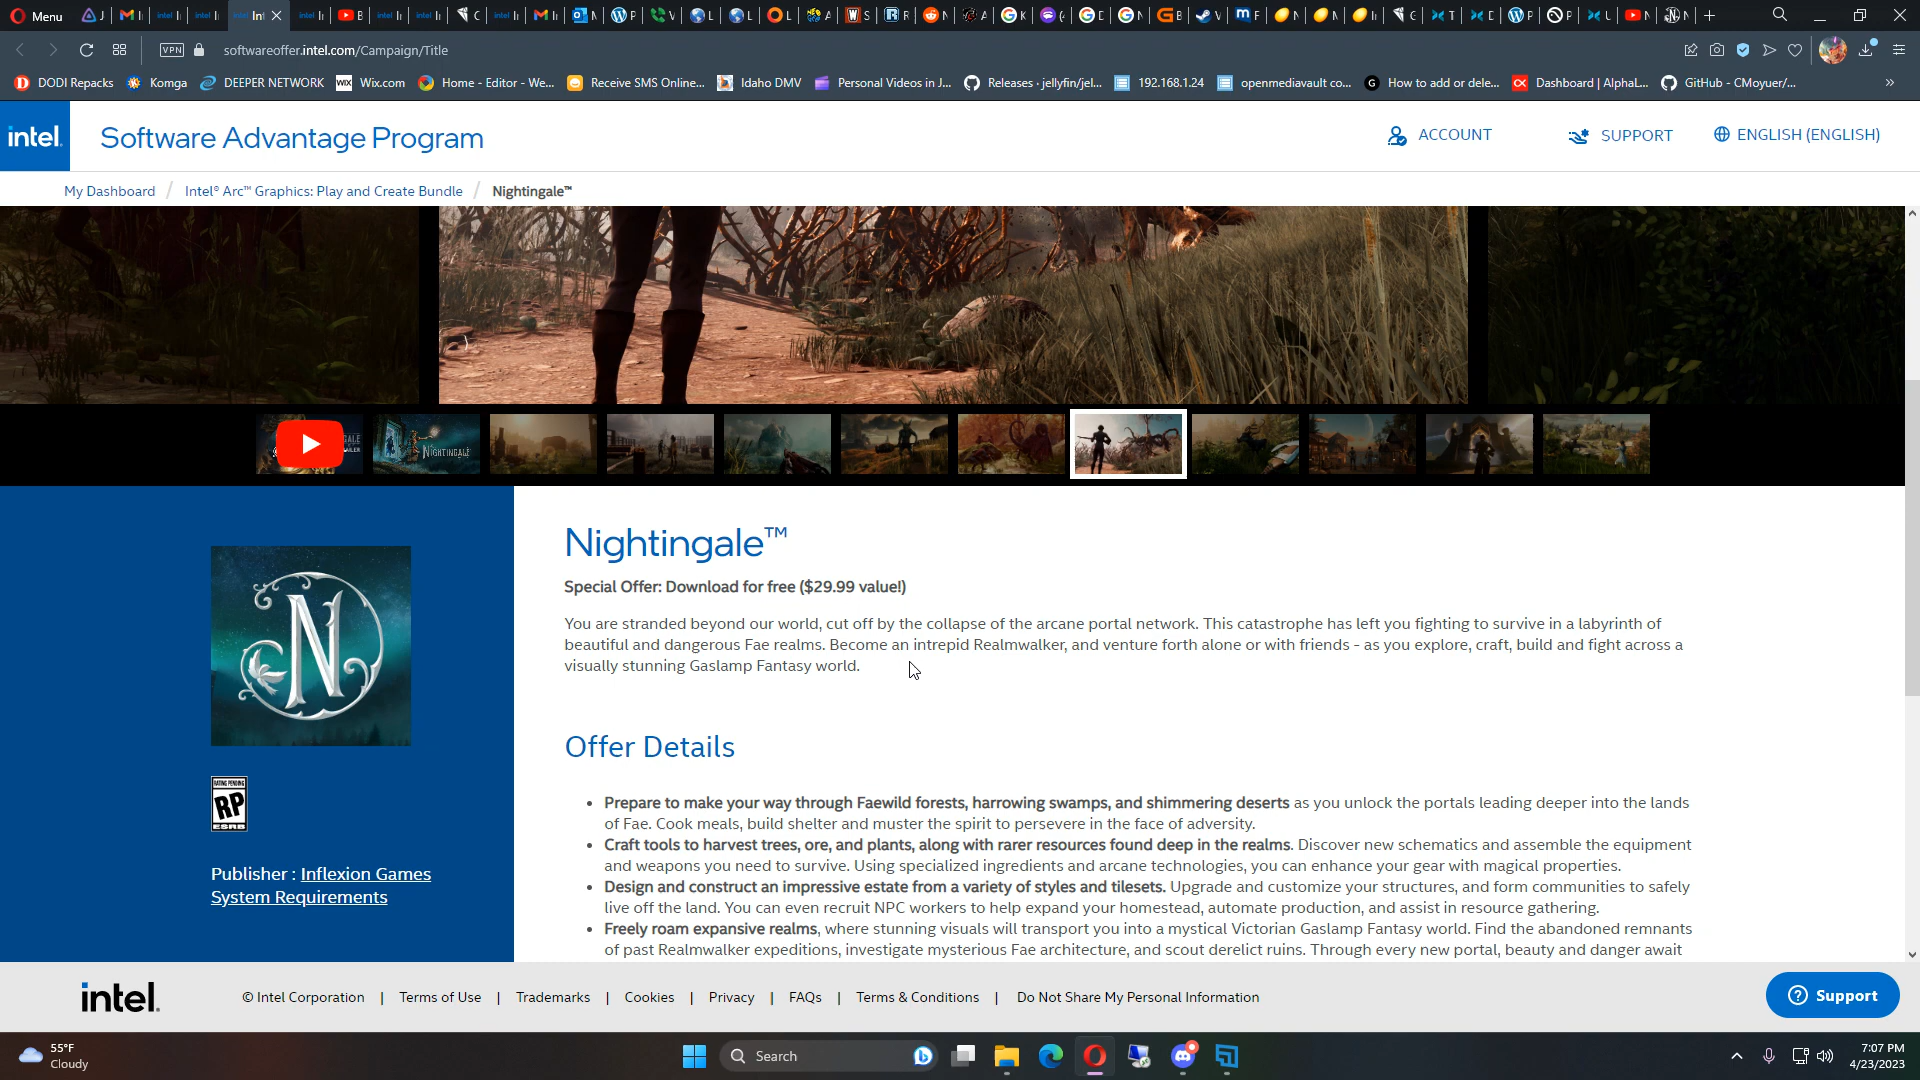 Menu
VPN
softwareoffer.intel.com/Campaign/Title
DODI Repacks
Komga
DEEPER NETWORK
Wix.com
Home - Editor - We...
Receive SMS Online...
Idaho DMV
Personal Videos in J...
Releases · jellyfin/jel...
192.168.1.24
openmediavault co...
How to add or dele...
Dashboard | AlphaL...
GitHub - CMoyuer/...
intel.
Software Advantage Program
ACCOUNT
SUPPORT
ENGLISH (ENGLISH)
My Dashboard / Intel® Arc™ Graphics: Play and Create Bundle / Nightingale™
NIGHTINGALE
Nightingale™
Special Offer: Download for free ($29.99 value!)
You are stranded beyond our world, cut off by the collapse of the arcane portal network. This catastrophe has left you fighting to survive in a labyrinth of
beautiful and dangerous Fae realms. Become an intrepid Realmwalker, and venture forth alone or with friends - as you explore, craft, build and fight across a
visually stunning Gaslamp Fantasy world.
N
RATING PENDING
RP
ESRB
Publisher : Inflexion Games
System Requirements
Offer Details
• Prepare to make your way through Faewild forests, harrowing swamps, and shimmering deserts as you unlock the portals leading deeper into the lands
of Fae. Cook meals, build shelter and muster the spirit to persevere in the face of adversity.
• Craft tools to harvest trees, ore, and plants, along with rarer resources found deep in the realms. Discover new schematics and assemble the equipment
and weapons you need to survive. Using specialized ingredients and arcane technologies, you can enhance your gear with magical properties.
• Design and construct an impressive estate from a variety of styles and tilesets. Upgrade and customize your structures, and form communities to safely
live off the land. You can even recruit NPC workers to help expand your homestead, automate production, and assist in resource gathering.
• Freely roam expansive realms, where stunning visuals will transport you into a mystical Victorian Gaslamp Fantasy world. Find the abandoned remnants
of past Realmwalker expeditions, investigate mysterious Fae architecture, and scout derelict ruins. Through every new portal, beauty and danger await
intel.
© Intel Corporation | Terms of Use | Trademarks | Cookies | Privacy | FAQs | Terms & Conditions | Do Not Share My Personal Information
Support
55°F
Cloudy
Search
7:07 PM
4/23/2023